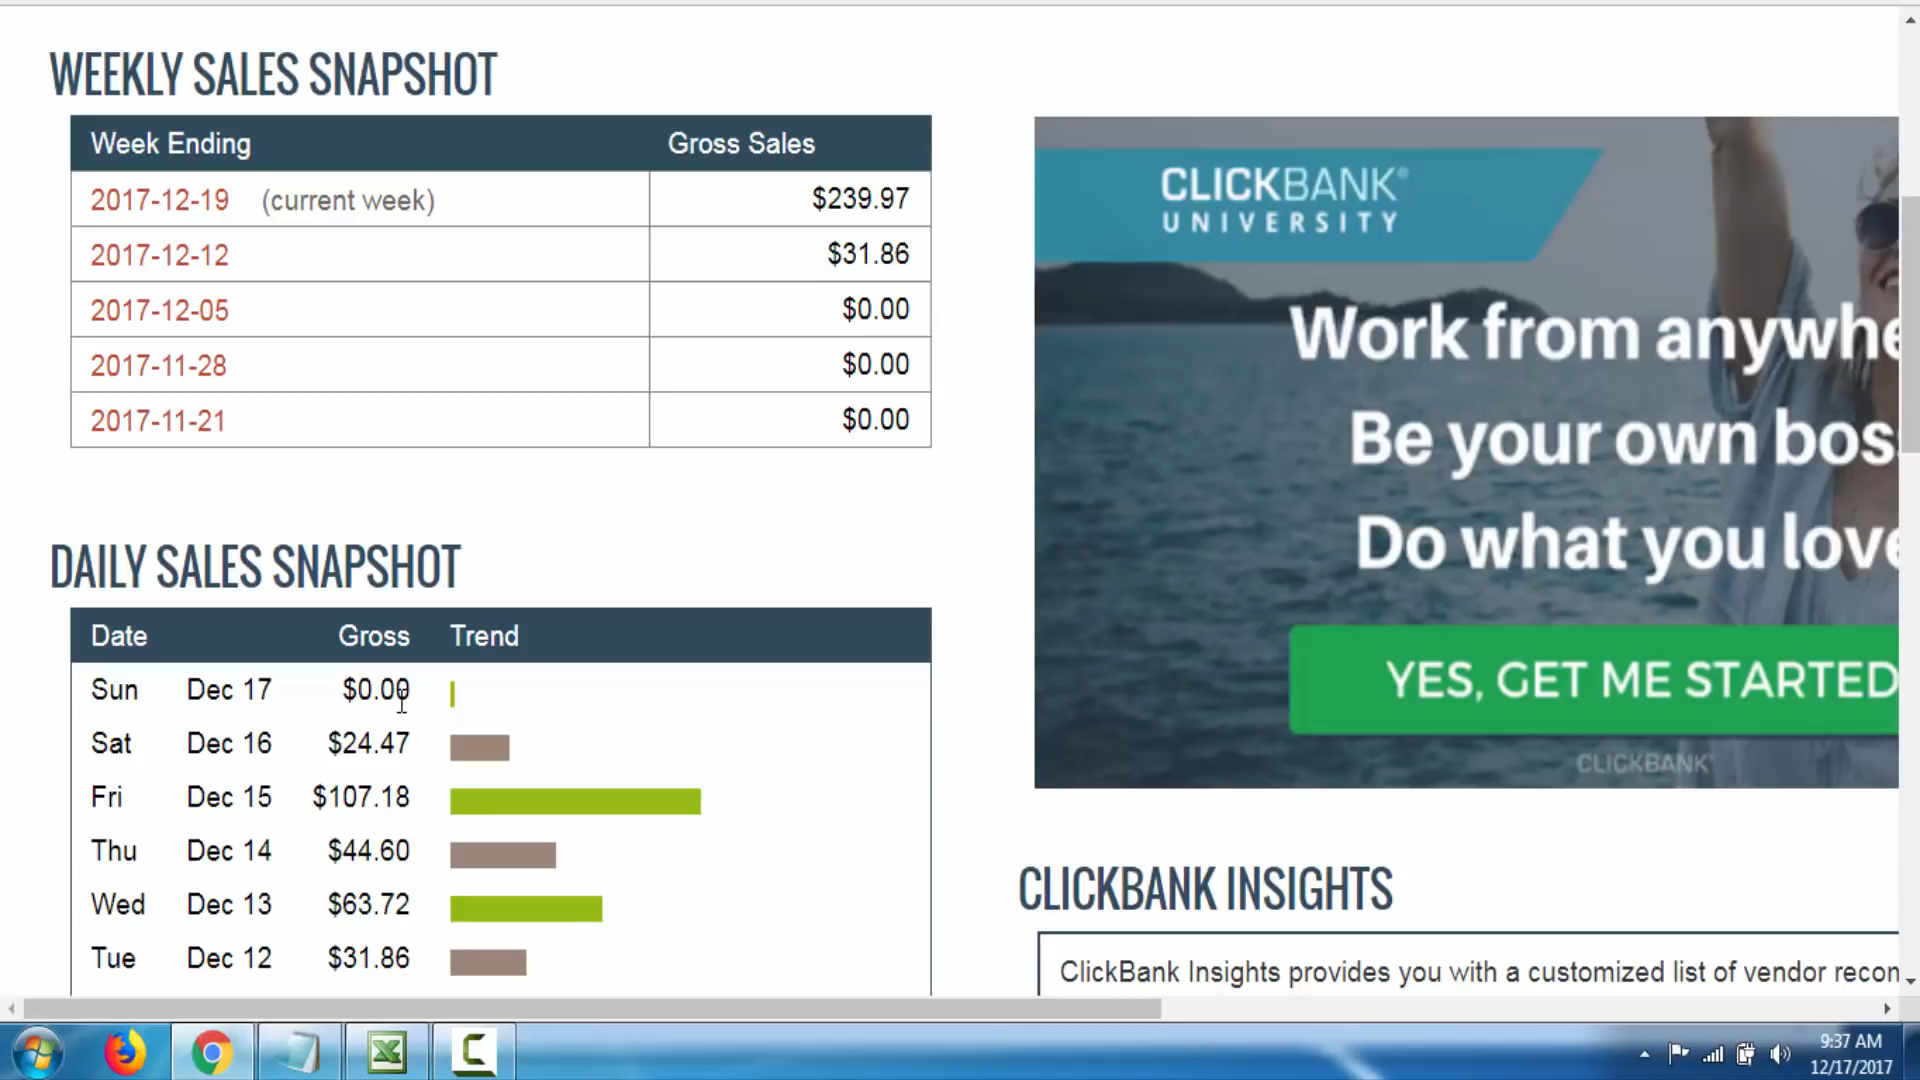 WEEKLY SALES SNAPSHOT
Week Ending Gross Sales
2017-12-19 (current week) $239.97
2017-12-12 $31.86
2017-12-05 $0.00
2017-11-28 $0.00
2017-11-21 $0.00
DAILY SALES SNAPSHOT
Date Gross Trend
Sun Dec 17 $0.00
Sat Dec 16 $24.47
Fri Dec 15 $107.18
Thu Dec 14 $44.60
Wed Dec 13 $63.72
Tue Dec 12 $31.86
CLICKBANK®
UNIVERSITY
Work from anywhe
Be your own bos
Do what you love
YES, GET ME STARTED
CLICKBANK
CLICKBANK INSIGHTS
ClickBank Insights provides you with a customized list of vendor recon
9:37 AM
12/17/2017